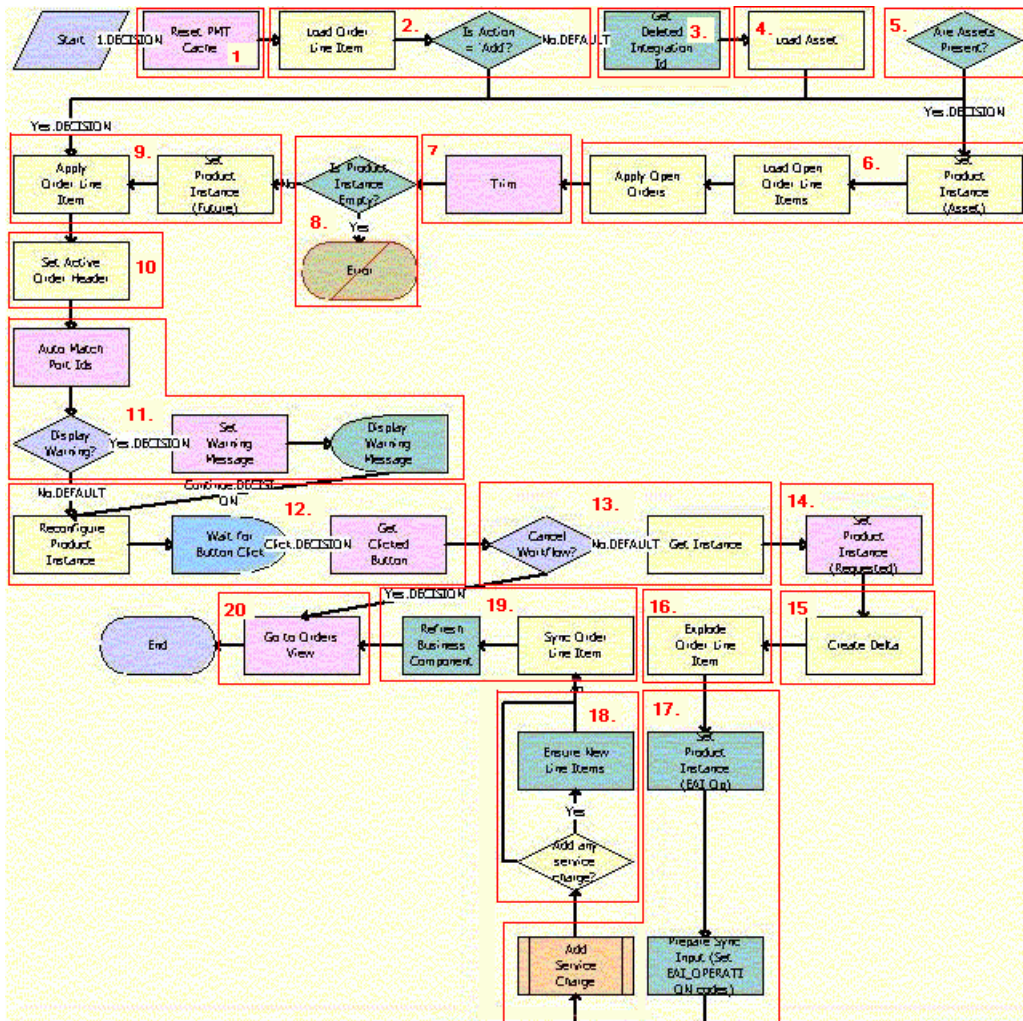 Start
1.DECISION
Reset PMT
Cache
1
Load Order
Line Item
2.
Is Action
= 'Add'?
No.DEFAULT
Get
Deleted
Integration
Id
3.
4.
Load Asset
5.
Are Assets
Present?
Yes.DECISION
Yes.DECISION
9.
Apply
Order Line
Item
Set
Product
Instance
(Future)
No
Is Product
Instance
Empty?
8.
Yes
Error
7
Trim
Apply Open
Orders
Load Open
Order Line
Items
6.
Set
Product
Instance
(Asset)
Set Active
Order Header
10
Auto Match
Port Ids
11.
Display
Warning?
Yes.DECISION
Set
Warning
Message
Display
Warning
Message
No.DEFAULT
Continue.DECISI
ON
12.
Reconfigure
Product
Instance
Wait for
Button Click
Click.DECISION
Get
Clicked
Button
13.
Cancel
Workflow?
No.DEFAULT
Get Instance
14.
Set
Product
Instance
(Requested)
Yes.DECISION
20
End
Go to Orders
View
19.
Refresh
Business
Component
Sync Order
Line Item
16.
Explode
Order Line
Item
15
Create Delta
18.
Ensure New
Line Items
Yes
Add any
service
charge?
17.
Set
Product
Instance
(EAI Op)
Add
Service
Charge
Prepare Sync
Input (Set
EAI_OPERATI
ON codes)